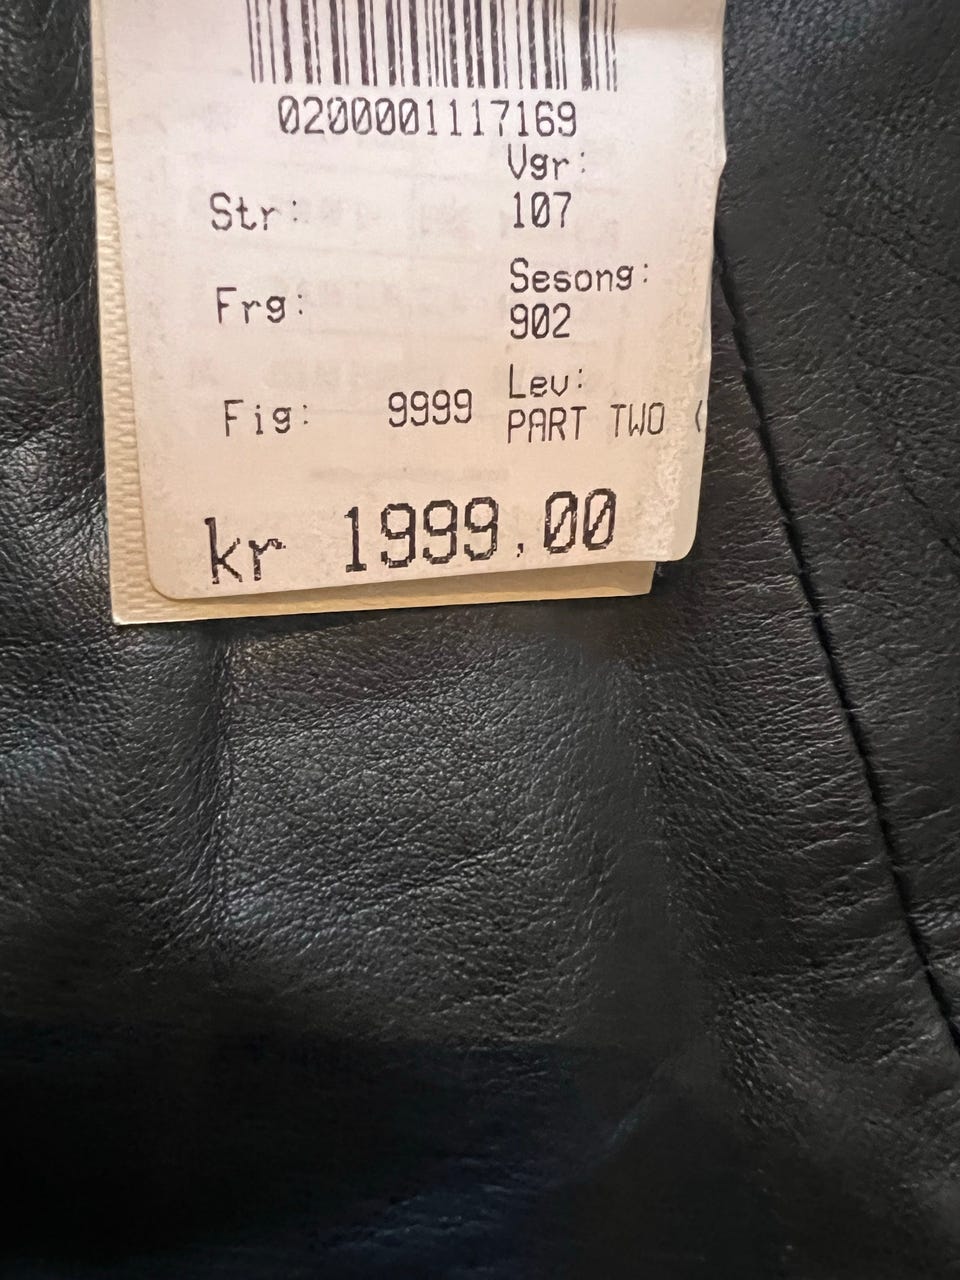 0200001117169
Vgr:
Str: 107
Sesong:
Frg: 902
Lev:
Fig: 9999 PART TWO (
kr 1999.00